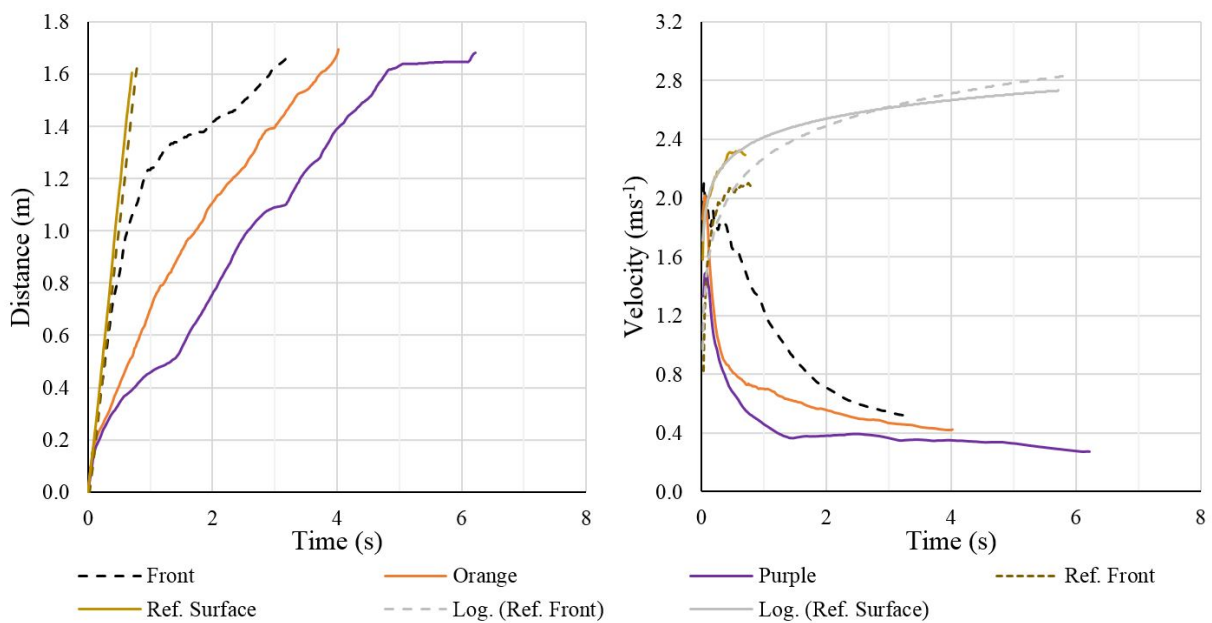 1.8
1.6
1.4
1.2
1.0
0.8
0.6
0.4
0.2
0.0
Distance (m)
0 2 4 6 8
Time (s)
3.2
2.8
2.4
2.0
1.6
1.2
0.8
0.4
0.0
Velocity (ms⁻¹)
0 2 4 6 8
Time (s)
Front Orange Purple Ref. Front
Ref. Surface Log. (Ref. Front) Log. (Ref. Surface)